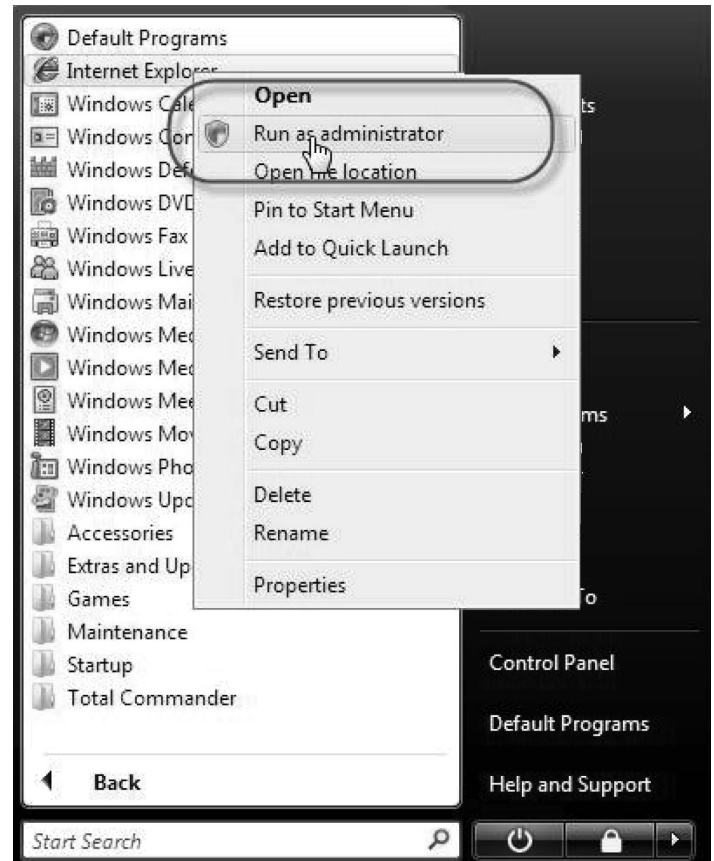 Default Programs
Internet Explorer
Windows Cale
Windows Con
Windows Def
Windows DVD
Windows Fax
Windows Live
Windows Mai
Windows Med
Windows Med
Windows Mee
Windows Mov
Windows Pho
Windows Upd
Accessories
Extras and Up
Games
Maintenance
Startup
Total Commander
Back
Start Search
Open
Run as administrator
Open file location
Pin to Start Menu
Add to Quick Launch
Restore previous versions
Send To
Cut
Copy
Delete
Rename
Properties
ts
ms
To
Control Panel
Default Programs
Help and Support